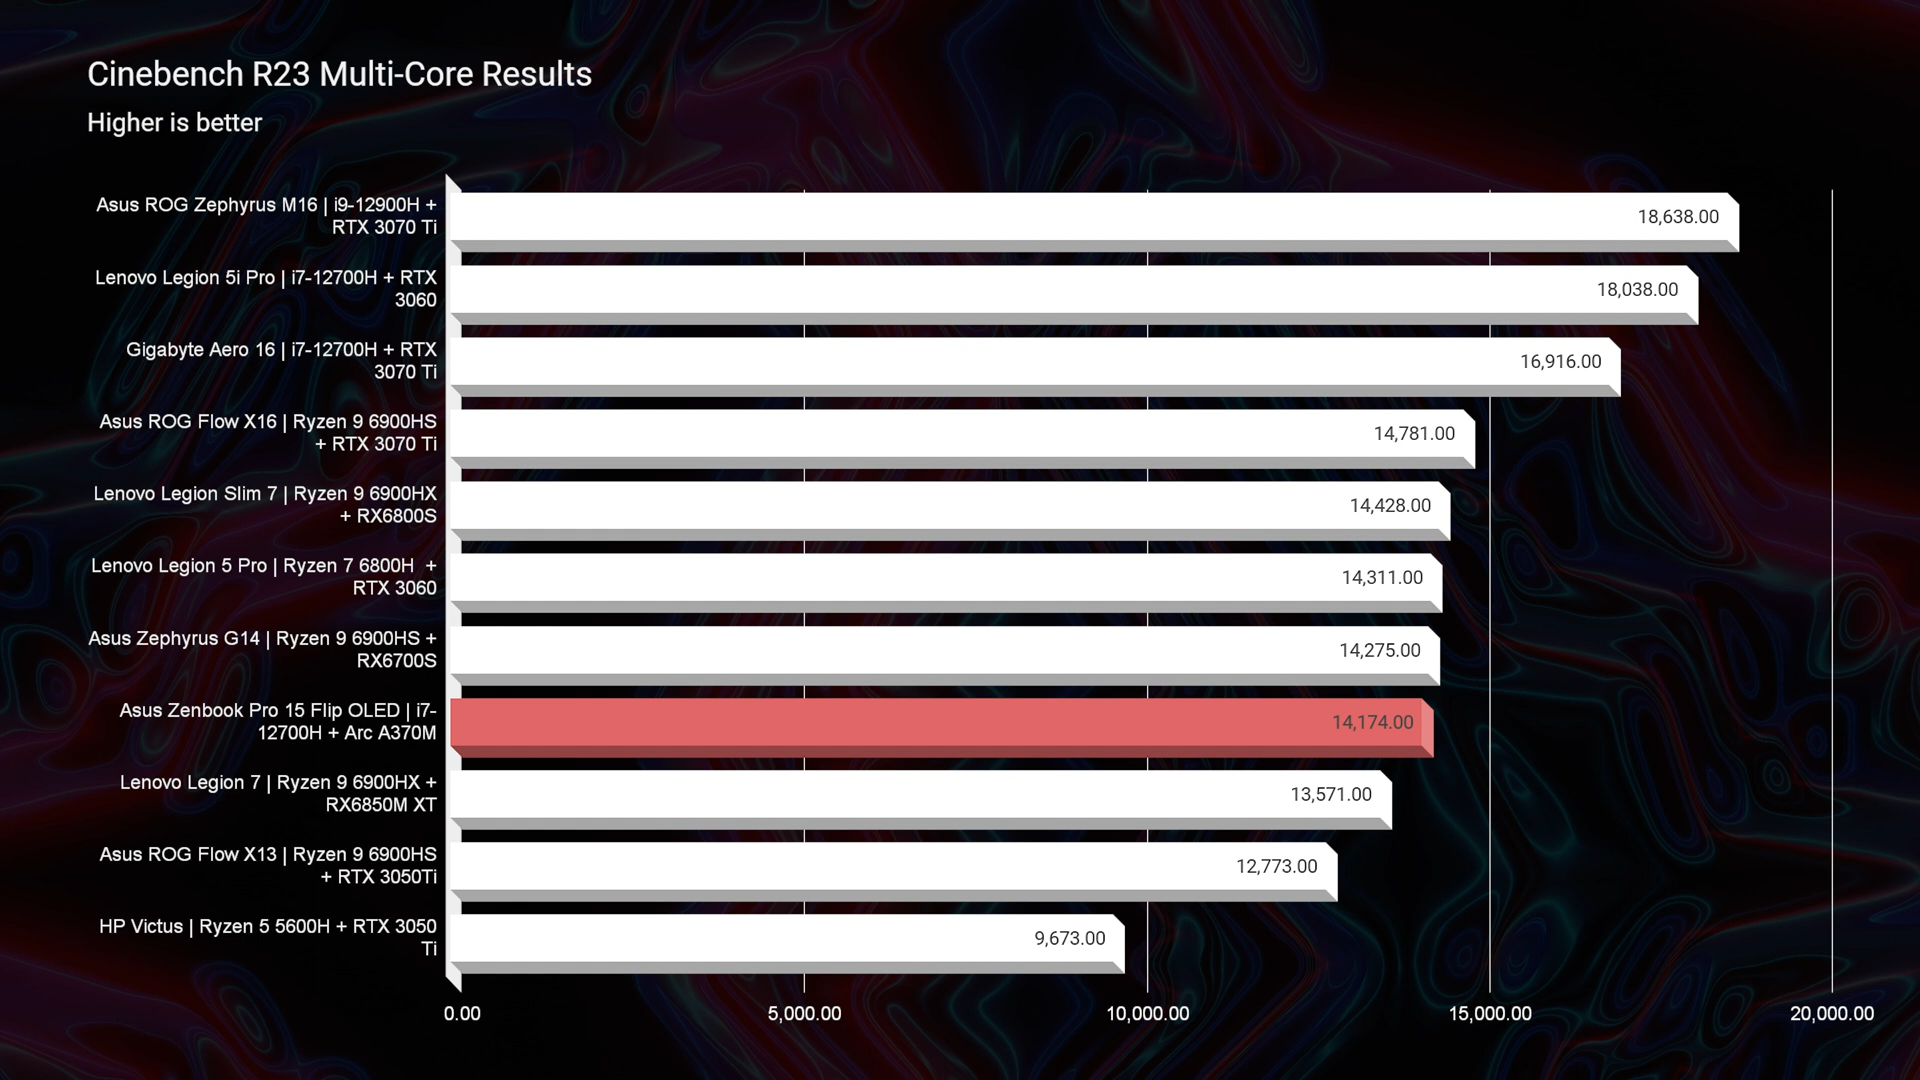 Cinebench R23 Multi-Core Results
Higher is better
Asus ROG Zephyrus M16 | i9-12900H +
RTX 3070 Ti
18,638.00
Lenovo Legion 5i Pro | i7-12700H + RTX
3060
18,038.00
Gigabyte Aero 16 | i7-12700H + RTX
3070 Ti
16,916.00
Asus ROG Flow X16 | Ryzen 9 6900HS
+ RTX 3070 Ti
14,781.00
Lenovo Legion Slim 7 | Ryzen 9 6900HX
+ RX6800S
14,428.00
Lenovo Legion 5 Pro | Ryzen 7 6800H  +
RTX 3060
14,311.00
Asus Zephyrus G14 | Ryzen 9 6900HS +
RX6700S
14,275.00
Asus Zenbook Pro 15 Flip OLED | i7-
12700H + Arc A370M
14,174.00
Lenovo Legion 7 | Ryzen 9 6900HX +
RX6850M XT
13,571.00
Asus ROG Flow X13 | Ryzen 9 6900HS
+ RTX 3050Ti
12,773.00
HP Victus | Ryzen 5 5600H + RTX 3050
Ti
9,673.00
0.00 5,000.00 10,000.00 15,000.00 20,000.00